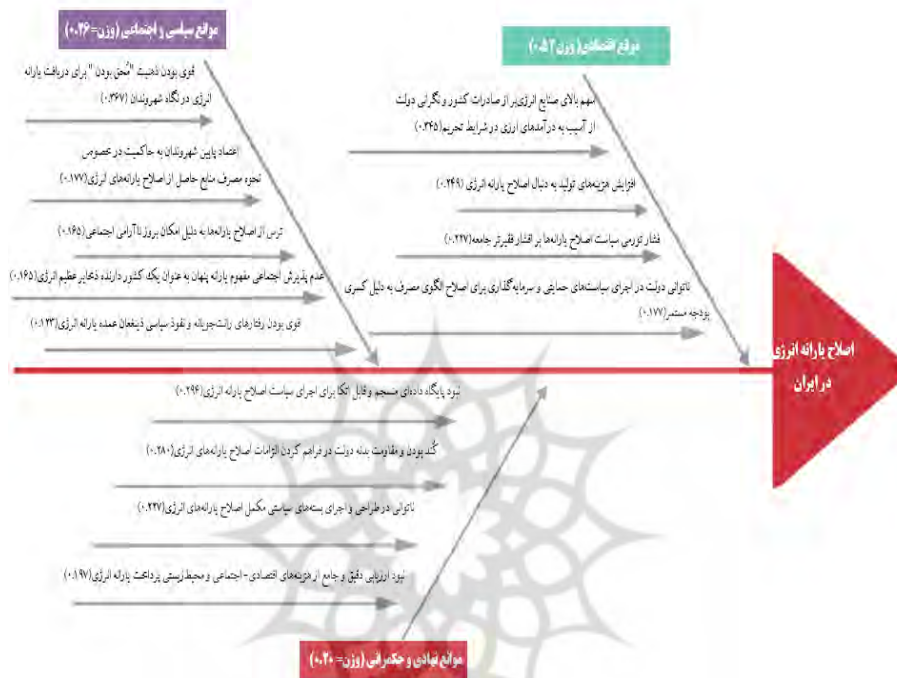 موانع اقتصادی (وزن=۰.۵۲)
سهم بالای صنایع انرژی‌بر از صادرات کشور و نگرانی دولت
از آسیب به درآمدهای ارزی در شرایط تحریم(۰.۳۴۵)
افزایش هزینه‌های تولید به دنبال اصلاح یارانه انرژی (۰.۲۴۹)
فشار تورمی سیاست اصلاح یارانه‌ها بر اقشار فقیرتر جامعه(۰.۲۲۷)
ناتوانی دولت در اجرای سیاست‌های حمایتی و سرمایه‌گذاری برای اصلاح الگوی مصرف به دلیل کسری
بودجه مستمر(۰.۱۷۷)
موانع سیاسی و اجتماعی (وزن=۰.۲۶)
قوی بودن ذهنیت "مُحق بودن" برای دریافت یارانه
انرژی در نگاه شهروندان (۰.۳۶۷)
اعتماد پایین شهروندان به حاکمیت در خصوص
نحوه مصرف منابع حاصل از اصلاح یارانه‌های انرژی(۰.۱۷۷)
ترس از اصلاح یارانه‌ها به دلیل امکان بروز ناآرامی اجتماعی(۰.۱۶۵)
عدم پذیرش اجتماعی مفهوم یارانه پنهان به عنوان یک کشور دارنده ذخایر عظیم انرژی(۰.۱۶۵)
قوی بودن رفتارهای رانت‌جویانه و نفوذ سیاسی ذینفعان عمده یارانه انرژی(۰.۱۲۳)
اصلاح یارانه انرژی
در ایران
نبود پایگاه داده‌ای منسجم و قابل اتکا برای اجرای سیاست اصلاح یارانه انرژی(۰.۲۹۶)
کُند بودن و مقاومت بدنه دولت در فراهم کردن الزامات اصلاح یارانه‌های انرژی(۰.۲۸۰)
ناتوانی در طراحی و اجرای بسته‌های سیاستی مکمل اصلاح یارانه‌های انرژی(۰.۲۲۷)
نبود ارزیابی دقیق و جامع از هزینه‌های اقتصادی-اجتماعی و محیط‌زیستی پرداخت یارانه انرژی(۰.۱۹۷)
موانع نهادی و حکمرانی (وزن=۰.۲۰)